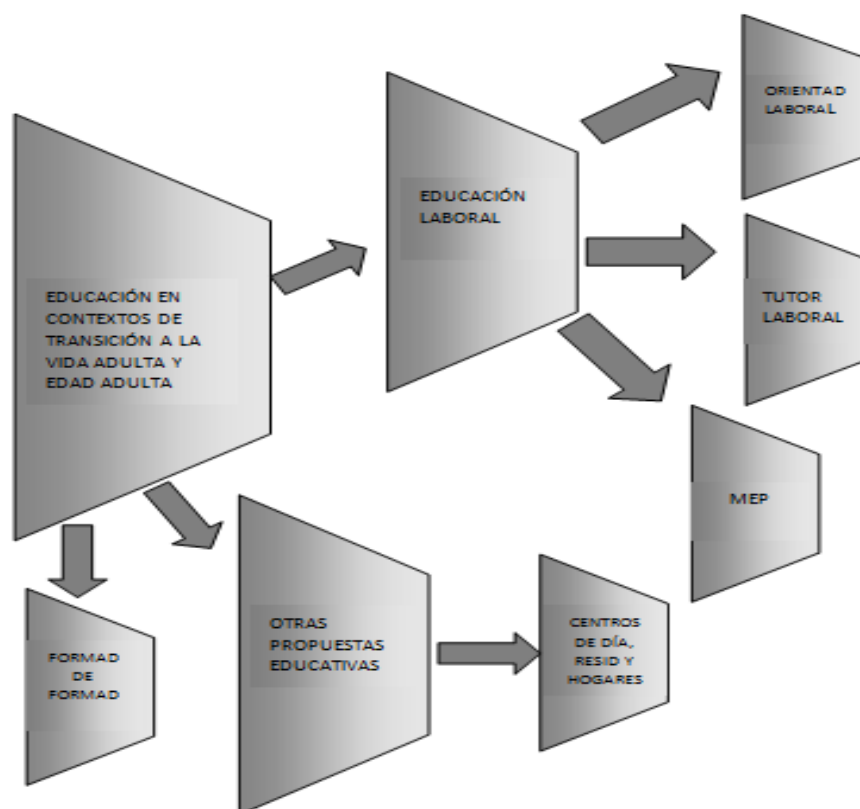 ORIENTAD
LABORAL
EDUCACIÓN
LABORAL
EDUCACIÓN EN
CONTEXTOS DE
TRANSICIÓN A LA
VIDA ADULTA Y
EDAD ADULTA
TUTOR
LABORAL
MEP
OTRAS
PROPUESTAS
EDUCATIVAS
CENTROS
DE DÍA,
RESID Y
HOGARES
FORMAD
DE
FORMAD